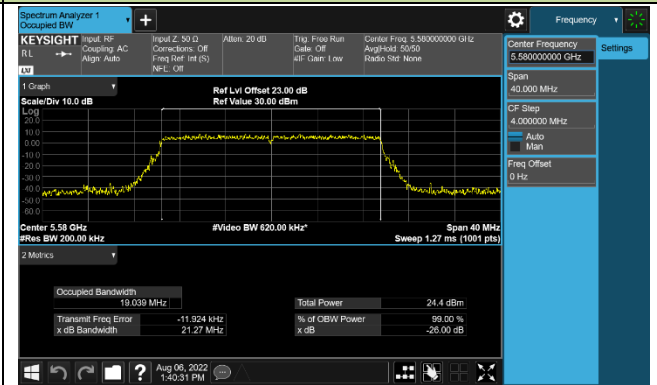 Spectrum Analyzer 1
Occupied BW
+
Frequency
KEYSIGHT
RL
LXI
Input: RF
Coupling: AC
Align: Auto
Input Z: 50 Ω
Corrections: Off
Freq Ref: Int (S)
NFE: Off
Atten: 20 dB
Trig: Free Run
Gate: Off
#IF Gain: Low
Center Freq: 5.580000000 GHz
Avg|Hold: 50/50
Radio Std: None
Center Frequency
5.580000000 GHz
Settings
Span
40.000 MHz
CF Step
4.000000 MHz
Auto
Man
Freq Offset
0 Hz
1 Graph
Scale/Div 10.0 dB
Ref Lvl Offset 23.00 dB
Ref Value 30.00 dBm
Log
20.0
10.0
0.00
-10.0
-20.0
-30.0
-40.0
-50.0
-60.0
Center 5.58 GHz
#Video BW 620.00 kHz*
Span 40 MHz
#Res BW 200.00 kHz
Sweep 1.27 ms (1001 pts)
2 Metrics
Occupied Bandwidth
19.039 MHz
Total Power 24.4 dBm
Transmit Freq Error -11.924 kHz
% of OBW Power 99.00 %
x dB Bandwidth 21.27 MHz
x dB -26.00 dB
?
Aug 06, 2022
1:40:31 PM